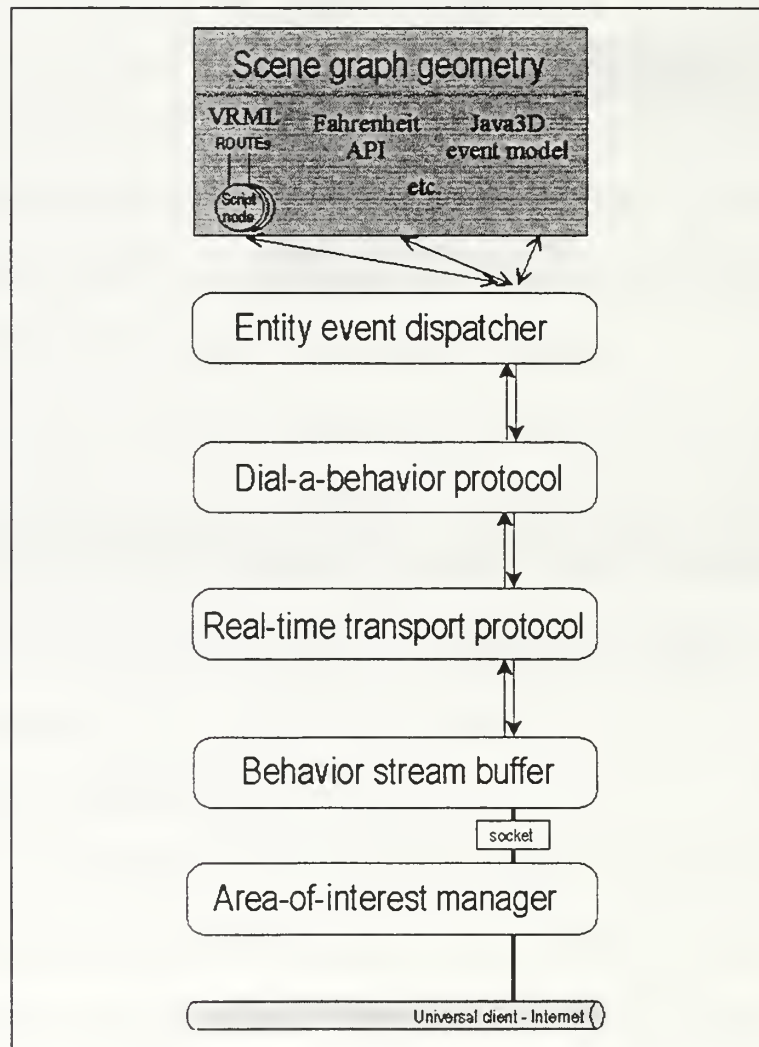 Scene graph geometry
VRML
ROUTEs
Script
node
Fahrenheit
API
Java3D
event model
etc.
Entity event dispatcher
Dial-a-behavior protocol
Real-time transport protocol
Behavior stream buffer
socket
Area-of-interest manager
Universal client - Internet